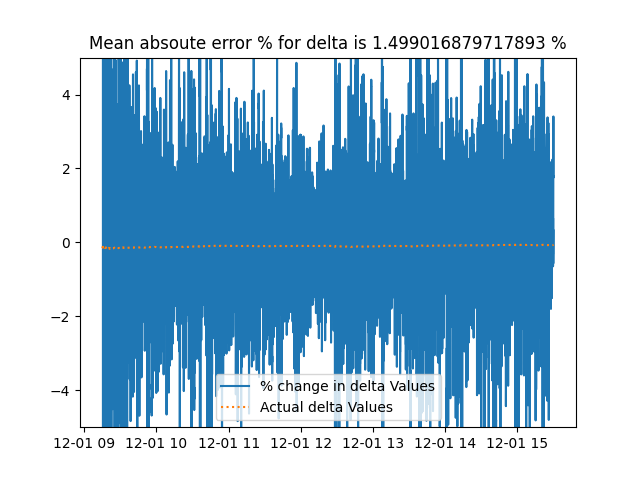 Mean absoute error % for delta is 1.499016879717893 %
4
2
0
−2
−4
% change in delta Values
Actual delta Values
12-01 09 12-01 10 12-01 11 12-01 12 12-01 13 12-01 14 12-01 15